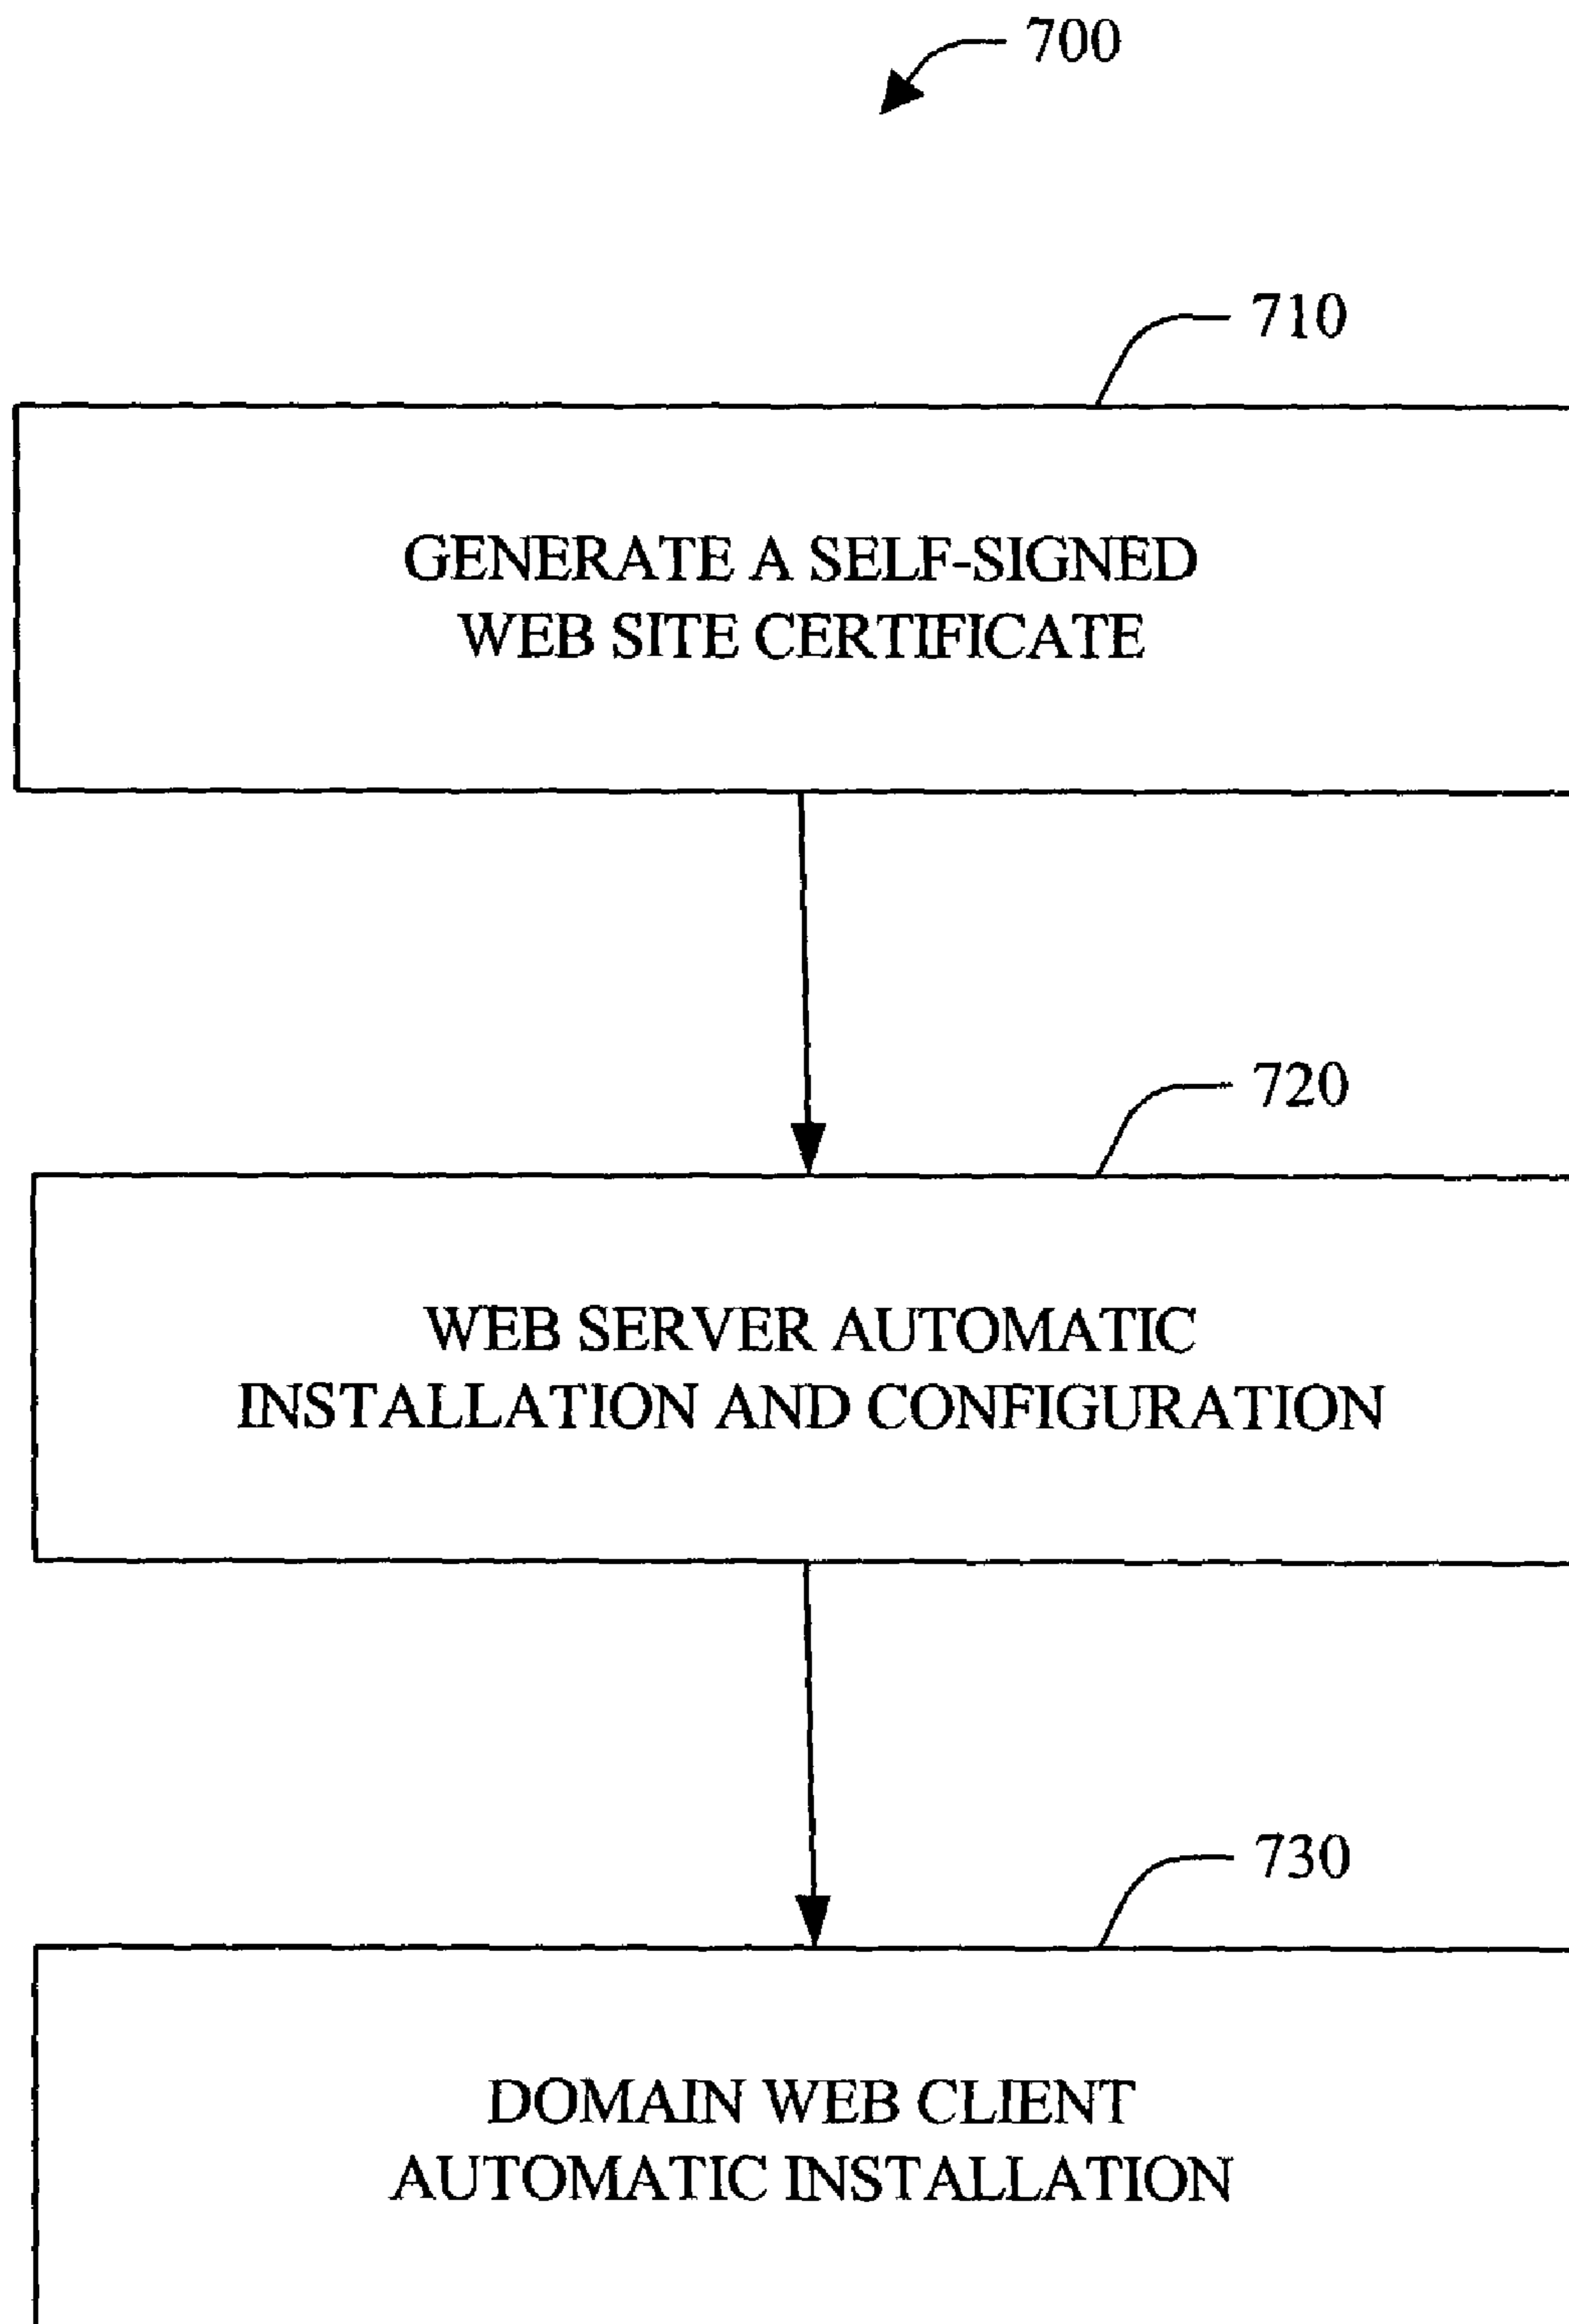 700
710
GENERATE A SELF-SIGNED
WEB SITE CERTIFICATE
720
WEB SERVER AUTOMATIC
INSTALLATION AND CONFIGURATION
730
DOMAIN WEB CLIENT
AUTOMATIC INSTALLATION